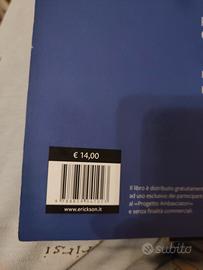 € 14,00
www.erickson.it
Il libro è distribuito gratuitamente
ad uso esclusivo dei partecipanti
al «Progetto Ambasciatori»
e senza finalità commerciali.
subito